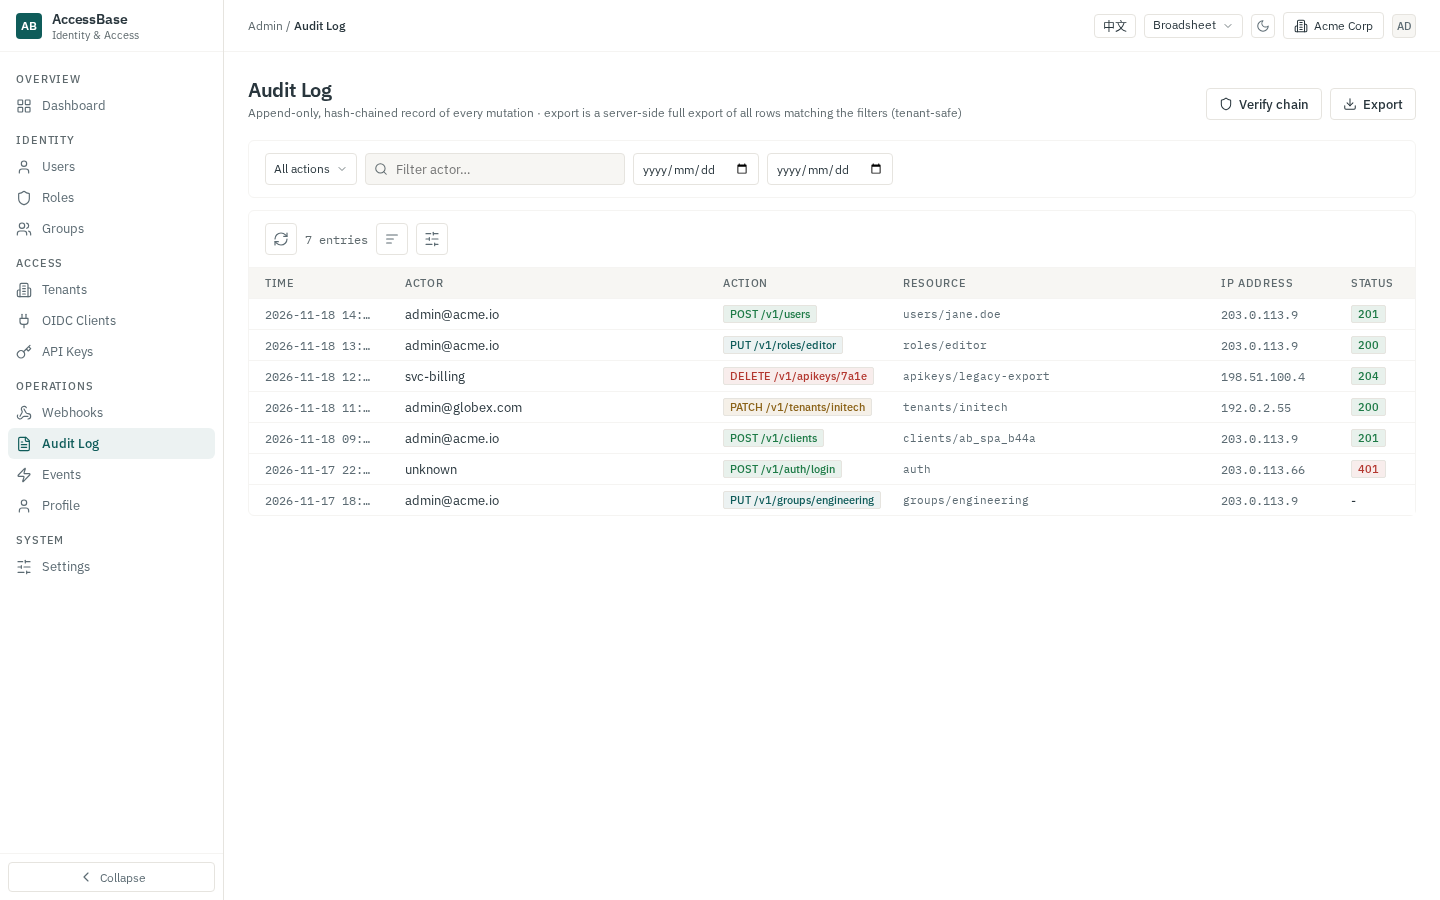 AB
AccessBase
Identity & Access
Admin / Audit Log
中文
Broadsheet
Acme Corp
AD
OVERVIEW
Dashboard
IDENTITY
Users
Roles
Groups
ACCESS
Tenants
OIDC Clients
API Keys
OPERATIONS
Webhooks
Audit Log
Events
Profile
SYSTEM
Settings
Collapse
Audit Log
Append-only, hash-chained record of every mutation · export is a server-side full export of all rows matching the filters (tenant-safe)
Verify chain
Export
All actions
Filter actor...
yyyy/mm/dd
yyyy/mm/dd
7 entries
TIME ACTOR ACTION RESOURCE IP ADDRESS STATUS
2026-11-18 14:… admin@acme.io POST /v1/users users/jane.doe 203.0.113.9 201
2026-11-18 13:… admin@acme.io PUT /v1/roles/editor roles/editor 203.0.113.9 200
2026-11-18 12:… svc-billing DELETE /v1/apikeys/7a1e apikeys/legacy-export 198.51.100.4 204
2026-11-18 11:… admin@globex.com PATCH /v1/tenants/initech tenants/initech 192.0.2.55 200
2026-11-18 09:… admin@acme.io POST /v1/clients clients/ab_spa_b44a 203.0.113.9 201
2026-11-17 22:… unknown POST /v1/auth/login auth 203.0.113.66 401
2026-11-17 18:… admin@acme.io PUT /v1/groups/engineering groups/engineering 203.0.113.9 -